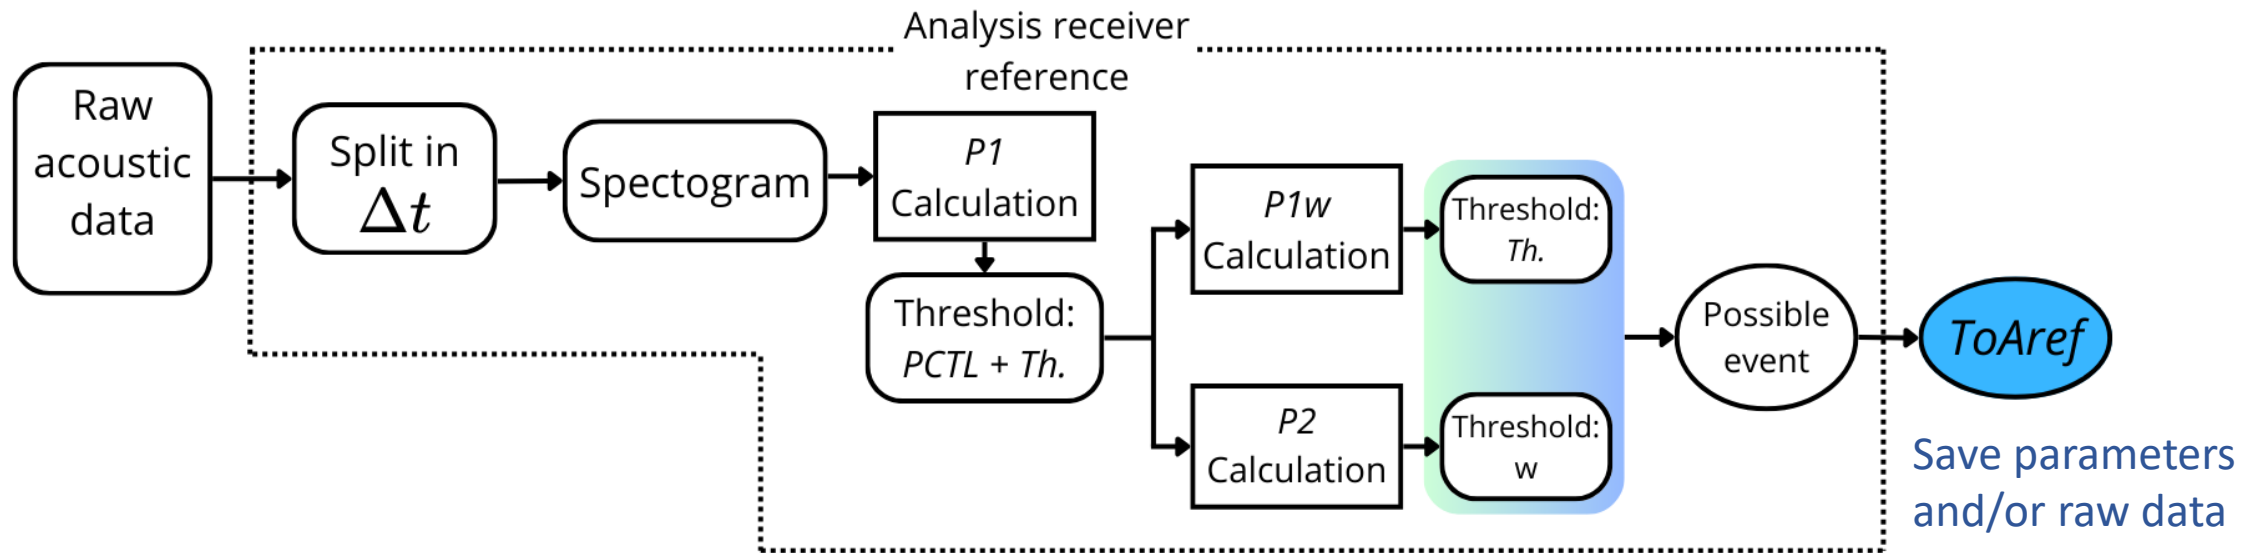 Analysis receiver
reference
Raw
acoustic
data
Split in
Δt
Spectogram
P1
Calculation
Threshold:
PCTL + Th.
P1w
Calculation
Threshold:
Th.
P2
Calculation
Threshold:
w
Possible
event
ToAref
Save parameters
and/or raw data